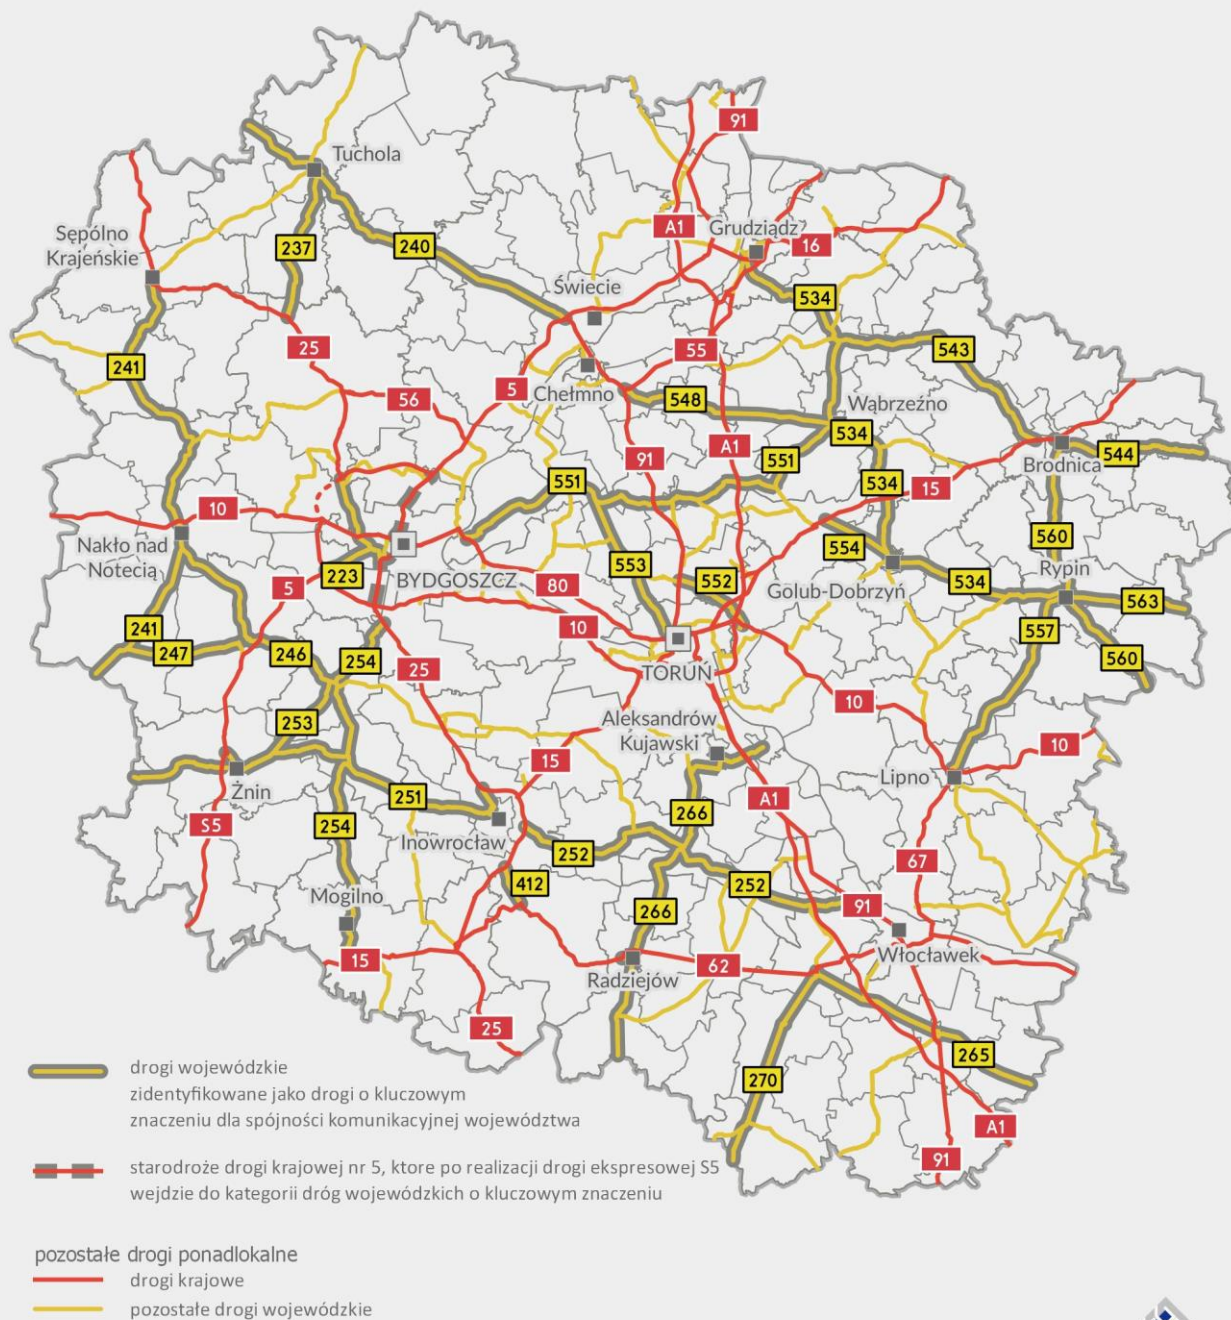 91
Tuchola
A1
Grudziądz
16
Sępólno
Krajeńskie
237
240
Świecie
534
25
55
543
241
5
Chełmno
56
548
Wąbrzeźno
534
A1
91
551
Brodnica
544
551
534
15
10
560
Nakło nad
Notecią
554
223
BYDGOSZCZ
553
552
Rypin
5
80
Golub-Dobrzyń
534
563
241
10
557
247
246
254
25
TORUŃ
560
10
253
Aleksandrów
Kujawski
10
15
Żnin
Lipno
251
A1
S5
254
266
Inowrocław
252
67
412
252
Mogilno
266
91
15
Włocławek
62
Radziejów
25
265
270
A1
91
drogi wojewódzkie
zidentyfikowane jako drogi o kluczowym
znaczeniu dla spójności komunikacyjnej województwa
starodroże drogi krajowej nr 5, ktore po realizacji drogi ekspresowej S5
wejdzie do kategorii dróg wojewódzkich o kluczowym znaczeniu
pozostałe drogi ponadlokalne
drogi krajowe
pozostałe drogi wojewódzkie